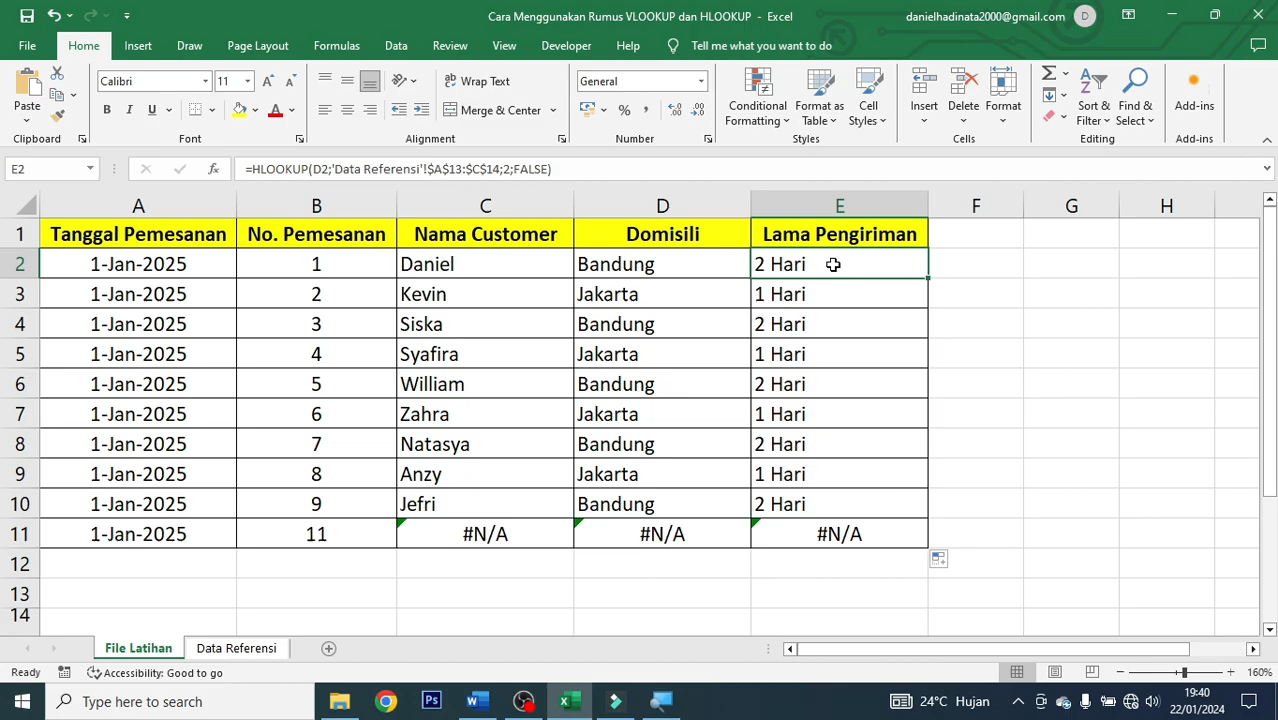 Cara Menggunakan Rumus VLOOKUP dan HLOOKUP - Excel
danielhadinata2000@gmail.com D
File Home Insert Draw Page Layout Formulas Data Review View Developer Help Tell me what you want to do
Paste
Clipboard
Calibri 11
B I U
Font
Wrap Text
Merge & Center
Alignment
General
%
Number
Conditional Formatting
Format as Table
Cell Styles
Styles
Insert Delete Format
Cells
Sort & Filter
Find & Select
Editing
Add-ins
Add-ins
E2 fx =HLOOKUP(D2;'Data Referensi'!$A$13:$C$14;2;FALSE)
A B C D E F G H
1 Tanggal Pemesanan No. Pemesanan Nama Customer Domisili Lama Pengiriman
2 1-Jan-2025 1 Daniel Bandung 2 Hari
3 1-Jan-2025 2 Kevin Jakarta 1 Hari
4 1-Jan-2025 3 Siska Bandung 2 Hari
5 1-Jan-2025 4 Syafira Jakarta 1 Hari
6 1-Jan-2025 5 William Bandung 2 Hari
7 1-Jan-2025 6 Zahra Jakarta 1 Hari
8 1-Jan-2025 7 Natasya Bandung 2 Hari
9 1-Jan-2025 8 Anzy Jakarta 1 Hari
10 1-Jan-2025 9 Jefri Bandung 2 Hari
11 1-Jan-2025 11 #N/A #N/A #N/A
12
13
14
File Latihan Data Referensi
Ready Accessibility: Good to go 160%
Type here to search
Ps
24°C Hujan
19:40
22/01/2024